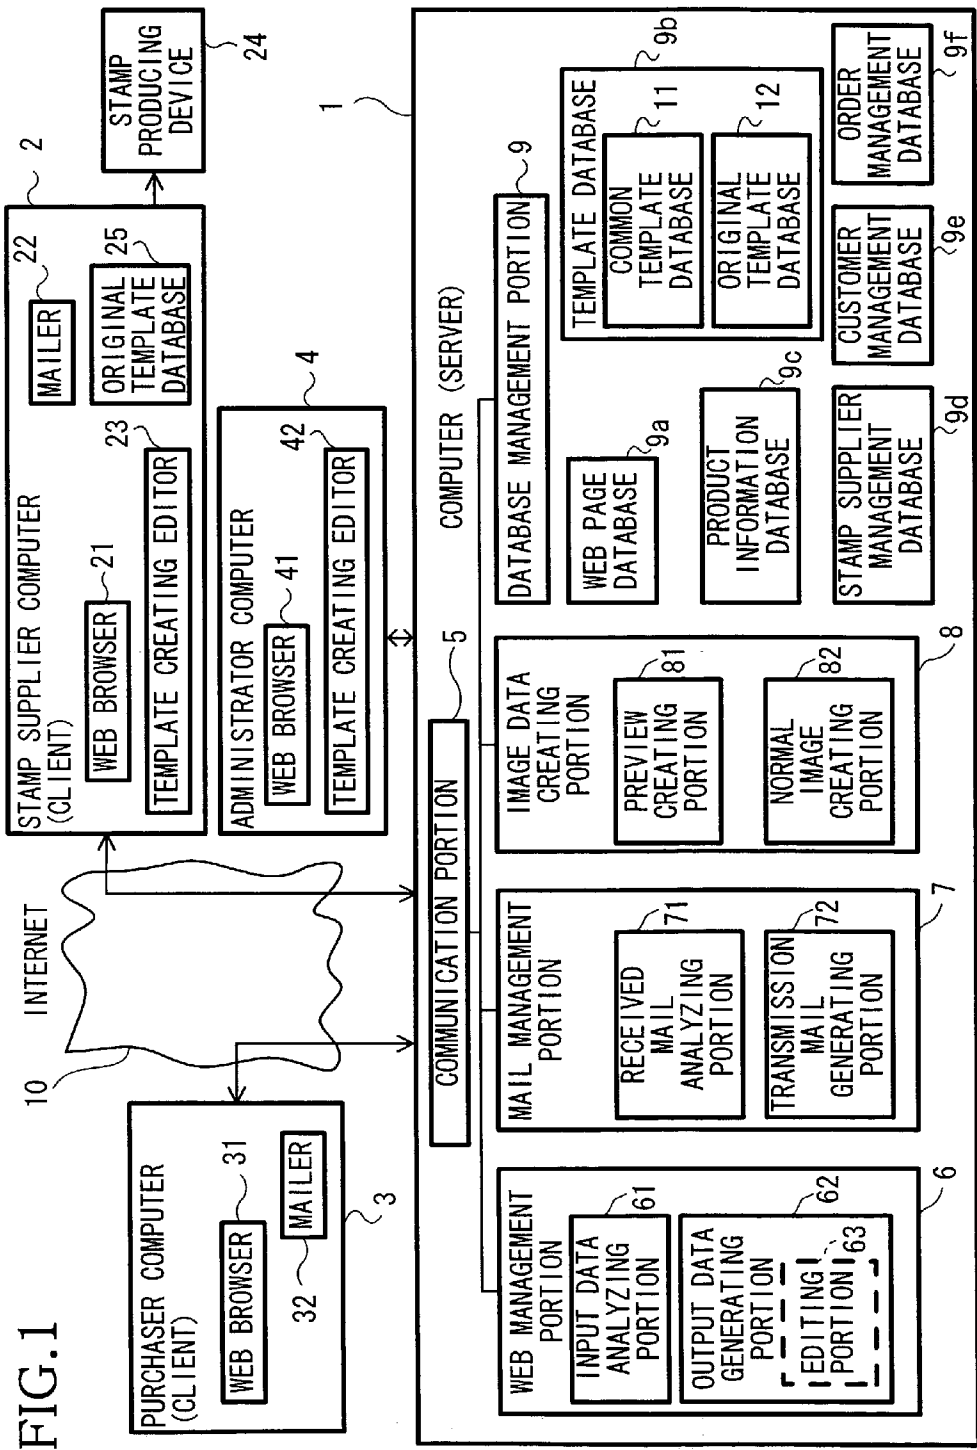 FIG.1
PURCHASER COMPUTER
(CLIENT)
WEB BROWSER
31
MAILER
32
3
INTERNET
10
STAMP SUPPLIER COMPUTER
(CLIENT)
2
WEB BROWSER
21
MAILER
22
TEMPLATE CREATING EDITOR
23
ORIGINAL
TEMPLATE
DATABASE
25
STAMP
PRODUCING
DEVICE
24
ADMINISTRATOR COMPUTER
4
WEB BROWSER
41
TEMPLATE CREATING EDITOR
42
COMPUTER (SERVER)
1
COMMUNICATION PORTION
5
WEB MANAGEMENT
PORTION
INPUT DATA
ANALYZING
PORTION
61
OUTPUT DATA
GENERATING
PORTION
62
EDITING
PORTION
63
6
MAIL MANAGEMENT
PORTION
RECEIVED
MAIL
ANALYZING
PORTION
71
TRANSMISSION
MAIL
GENERATING
PORTION
72
7
IMAGE DATA
CREATING
PORTION
PREVIEW
CREATING
PORTION
81
NORMAL
IMAGE
CREATING
PORTION
82
8
DATABASE MANAGEMENT PORTION
9
WEB PAGE
DATABASE
9a
TEMPLATE DATABASE
9b
COMMON
TEMPLATE
DATABASE
11
ORIGINAL
TEMPLATE
DATABASE
12
PRODUCT
INFORMATION
DATABASE
9c
STAMP SUPPLIER
MANAGEMENT
DATABASE
9d
CUSTOMER
MANAGEMENT
DATABASE
9e
ORDER
MANAGEMENT
DATABASE
9f